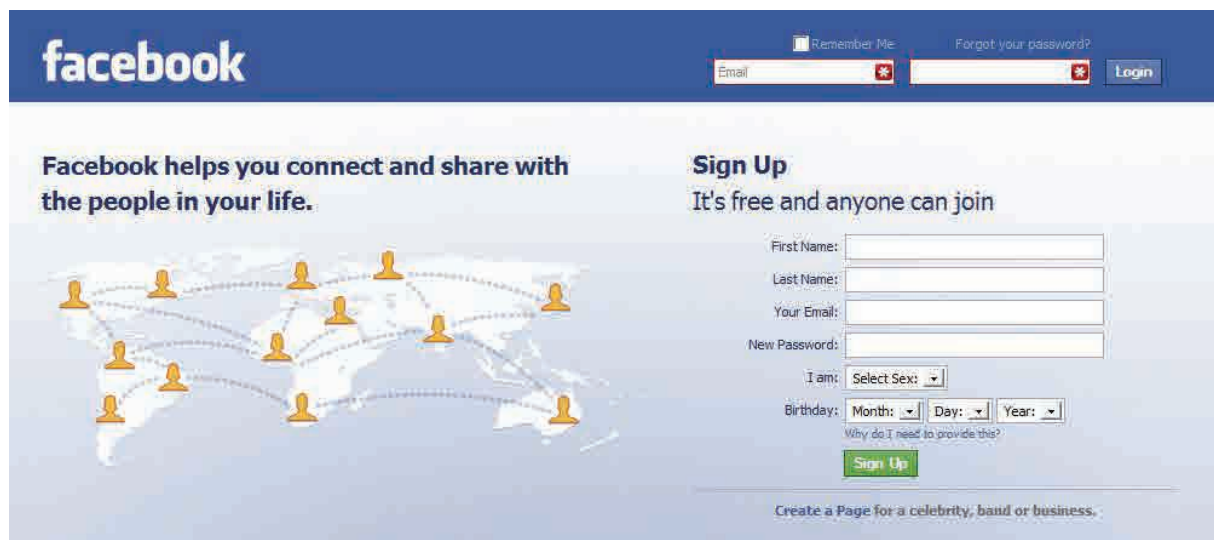 facebook
Remember Me Forgot your password?
Email Login
Facebook helps you connect and share with
the people in your life.
Sign Up
It's free and anyone can join
First Name:
Last Name:
Your Email:
New Password:
I am: Select Sex:
Birthday: Month: Day: Year:
Why do I need to provide this?
Sign Up
Create a Page for a celebrity, band or business.